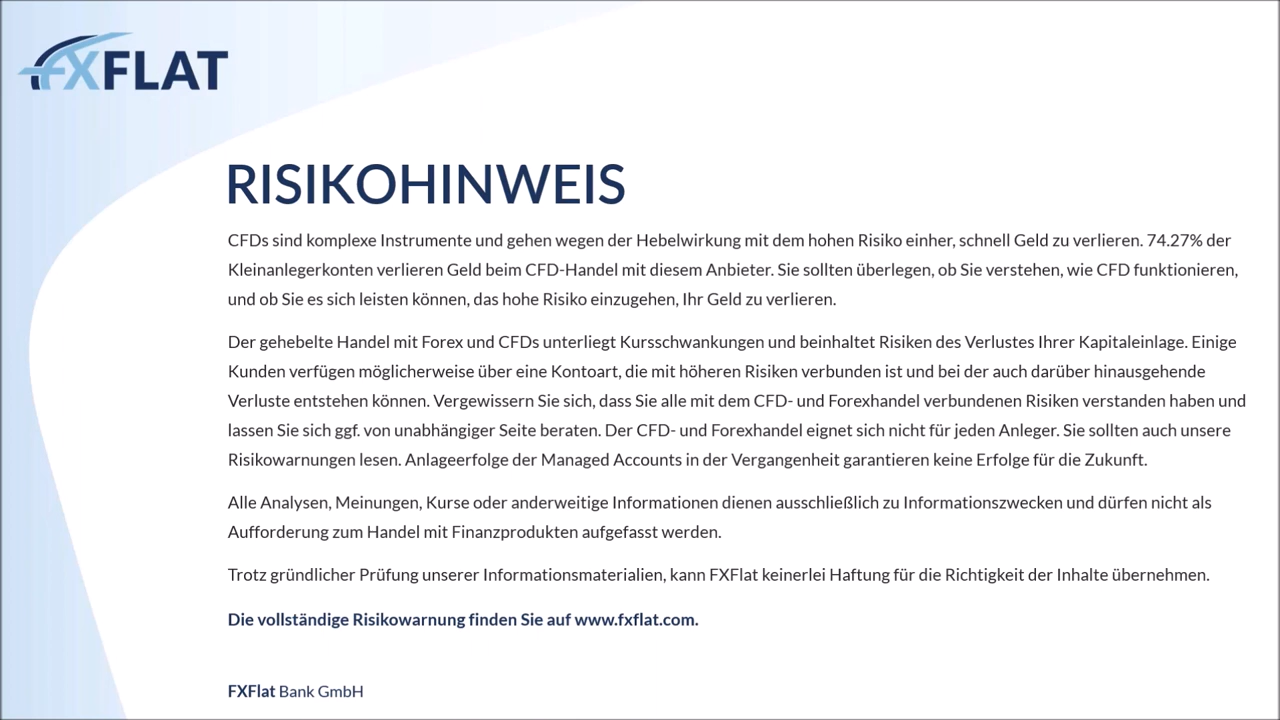 FXFLAT
RISIKOHINWEIS
CFDs sind komplexe Instrumente und gehen wegen der Hebelwirkung mit dem hohen Risiko einher, schnell Geld zu verlieren. 74.27% der
Kleinanlegerkonten verlieren Geld beim CFD-Handel mit diesem Anbieter. Sie sollten überlegen, ob Sie verstehen, wie CFD funktionieren,
und ob Sie es sich leisten können, das hohe Risiko einzugehen, Ihr Geld zu verlieren.
Der gehebelte Handel mit Forex und CFDs unterliegt Kursschwankungen und beinhaltet Risiken des Verlustes Ihrer Kapitaleinlage. Einige
Kunden verfügen möglicherweise über eine Kontoart, die mit höheren Risiken verbunden ist und bei der auch darüber hinausgehende
Verluste entstehen können. Vergewissern Sie sich, dass Sie alle mit dem CFD- und Forexhandel verbundenen Risiken verstanden haben und
lassen Sie sich ggf. von unabhängiger Seite beraten. Der CFD- und Forexhandel eignet sich nicht für jeden Anleger. Sie sollten auch unsere
Risikowarnungen lesen. Anlageerfolge der Managed Accounts in der Vergangenheit garantieren keine Erfolge für die Zukunft.
Alle Analysen, Meinungen, Kurse oder anderweitige Informationen dienen ausschließlich zu Informationszwecken und dürfen nicht als
Aufforderung zum Handel mit Finanzprodukten aufgefasst werden.
Trotz gründlicher Prüfung unserer Informationsmaterialien, kann FXFlat keinerlei Haftung für die Richtigkeit der Inhalte übernehmen.
Die vollständige Risikowarnung finden Sie auf www.fxflat.com.
FXFlat Bank GmbH